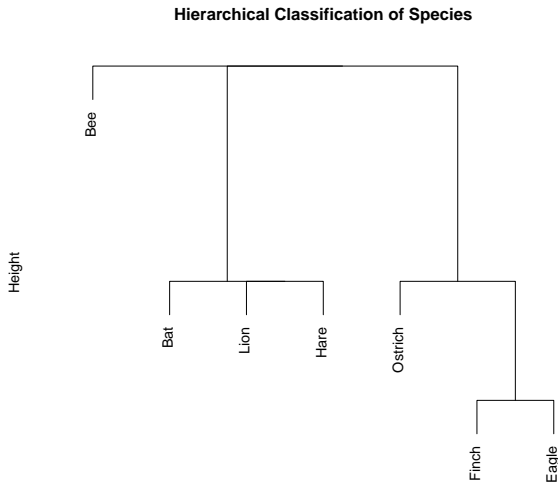 Hierarchical Classification of Species
Height
Bee
Bat
Lion
Hare
Ostrich
Finch
Eagle